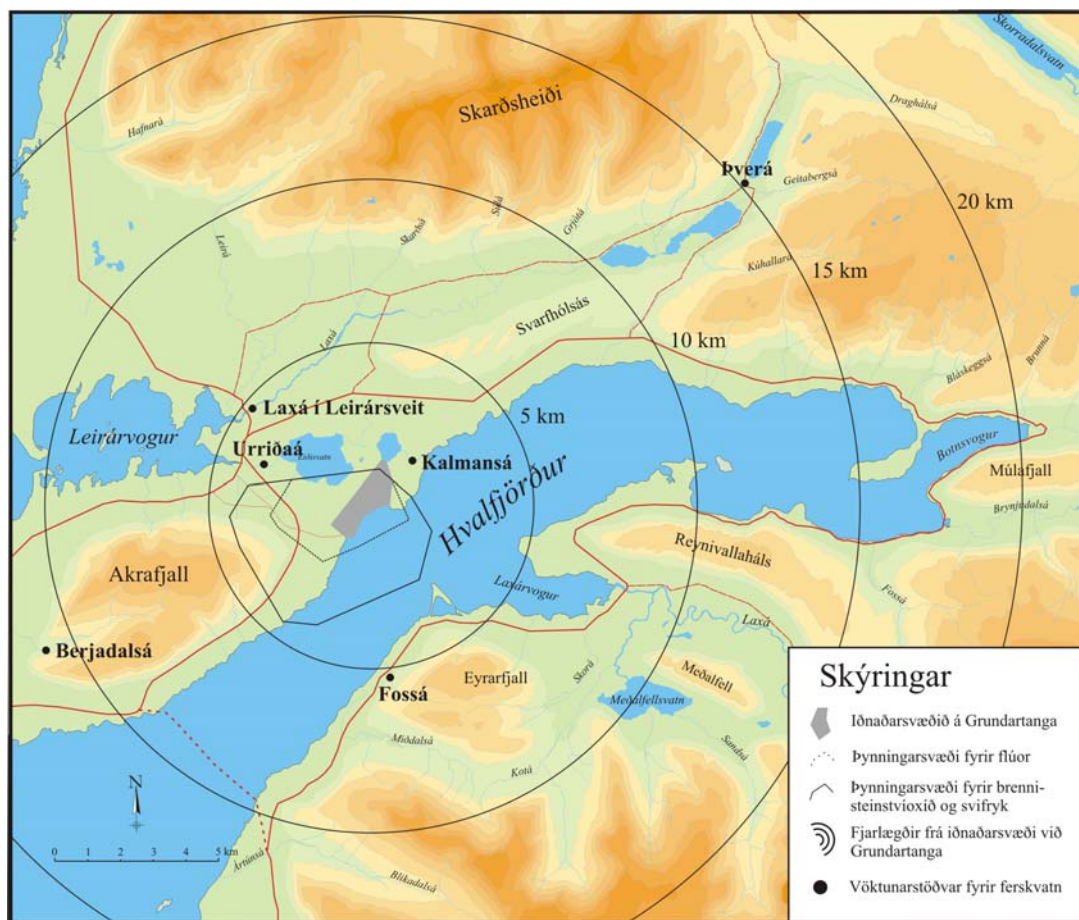 Skorradalsvatn
Skarðsheiði
Draghálsá
Hafnará
Þverá
Geitabergsá
20 km
Súlá
Skarðsá
Grjótá
Leirá
Kúhallará
15 km
Svarfhólsás
Laxá
10 km
Brunná
Bláskeggsá
Laxá í Leirársveit
5 km
Leirárvogur
Urriðaá
Eiðisvatn
Kalmansá
Botnsvogur
Múlafjall
Hvalfjörður
Brynjudalsá
Reynivallaháls
Akrafjall
Laxárvogur
Fossá
Laxá
Berjadalsá
Fossá
Eyrarfjall
Skorá
Meðalfell
Meðalfellsvatn
Miðdalsá
Sandsá
Kotá
N
0 1 2 3 4 5 km
Ártúnsá
Blikadalsá
Skýringar
Iðnaðarsvæðið á Grundartanga
Þynningarsvæði fyrir flúor
Þynningarsvæði fyrir brenni-
steinstvíoxíð og svifryk
Fjarlægðir frá iðnaðarsvæði við
Grundartanga
Vöktunarstöðvar fyrir ferskvatn